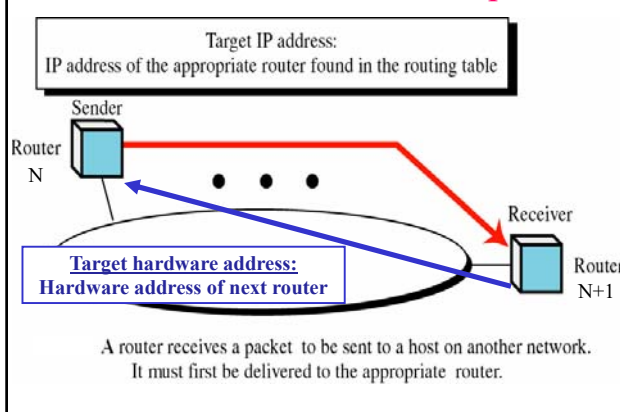 Target IP address:
IP address of the appropriate router found in the routing table
Sender
Router
N
Receiver
Router
N+1
Target hardware address:
Hardware address of next router
A router receives a packet to be sent to a host on another network.
It must first be delivered to the appropriate router.